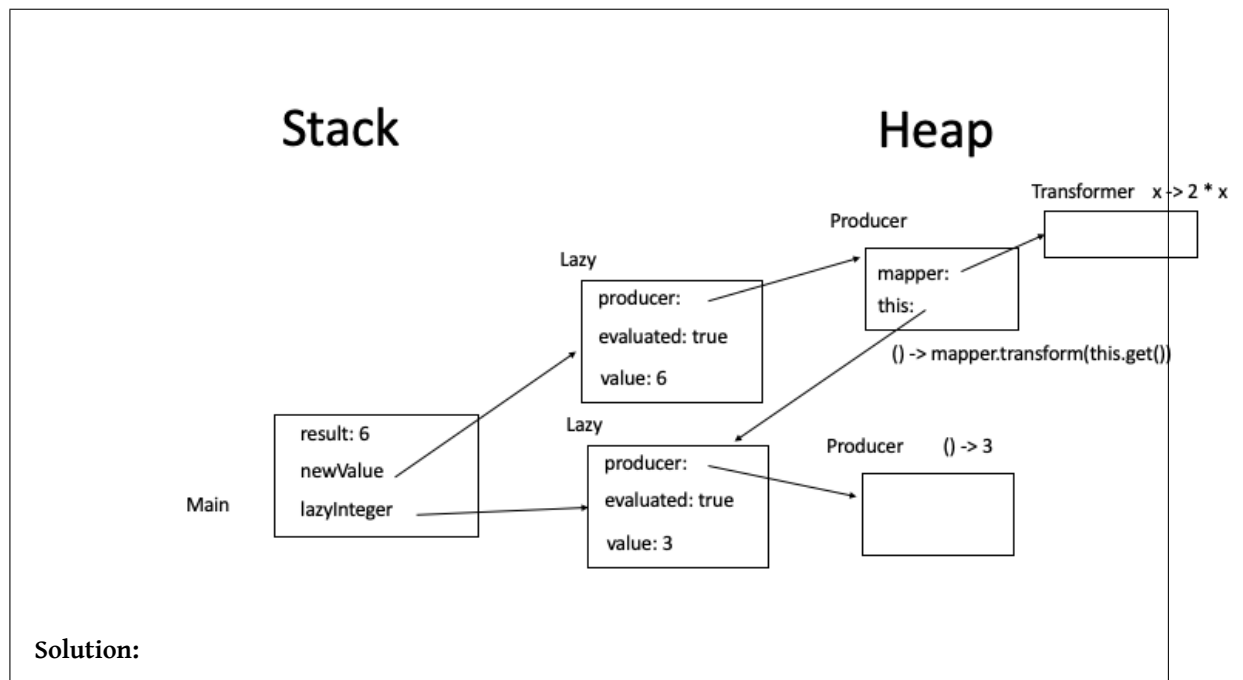 Stack
Heap
Transformer x -> 2 * x
Producer
mapper:
this:
() -> mapper.transform(this.get())
Lazy
producer:
evaluated: true
value: 6
Lazy
producer:
evaluated: true
value: 3
Producer () -> 3
Main
result: 6
newValue
lazyInteger
Solution: